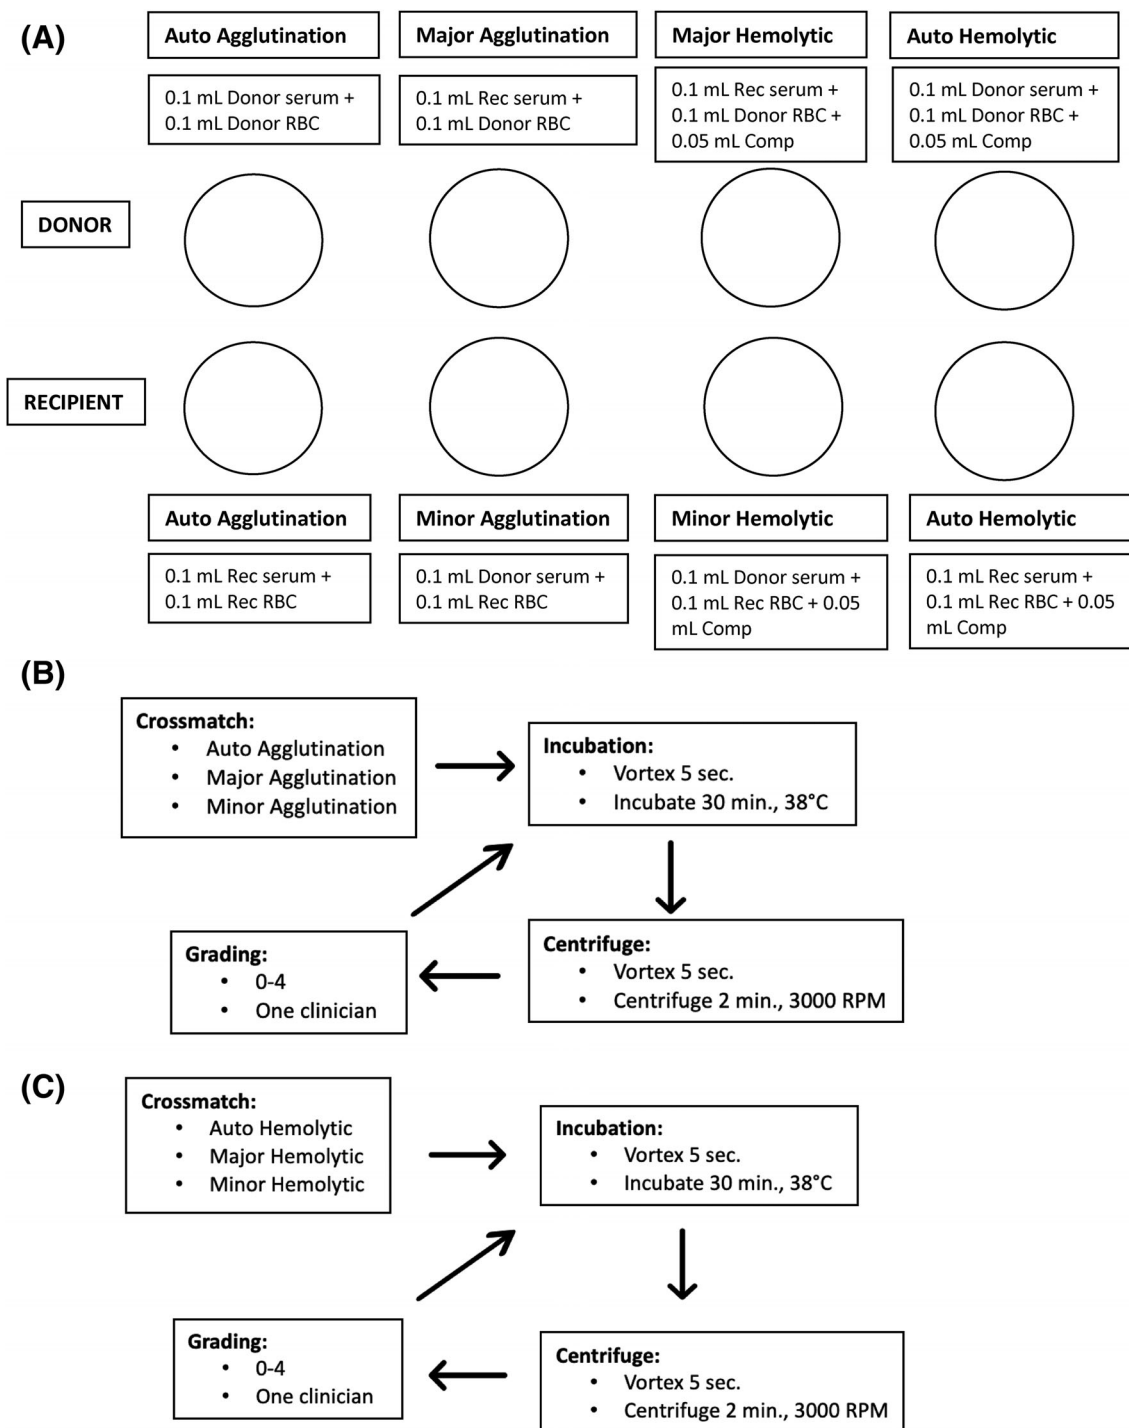 (A)
Auto Agglutination
Major Agglutination
Major Hemolytic
Auto Hemolytic
0.1 mL Donor serum +
0.1 mL Donor RBC
0.1 mL Rec serum +
0.1 mL Donor RBC
0.1 mL Rec serum +
0.1 mL Donor RBC +
0.05 mL Comp
0.1 mL Donor serum +
0.1 mL Donor RBC +
0.05 mL Comp
DONOR
RECIPIENT
Auto Agglutination
Minor Agglutination
Minor Hemolytic
Auto Hemolytic
0.1 mL Rec serum +
0.1 mL Rec RBC
0.1 mL Donor serum +
0.1 mL Rec RBC
0.1 mL Donor serum +
0.1 mL Rec RBC + 0.05
mL Comp
0.1 mL Rec serum +
0.1 mL Rec RBC + 0.05
mL Comp
(B)
Crossmatch:
• Auto Agglutination
• Major Agglutination
• Minor Agglutination
Incubation:
• Vortex 5 sec.
• Incubate 30 min., 38°C
Centrifuge:
• Vortex 5 sec.
• Centrifuge 2 min., 3000 RPM
Grading:
• 0-4
• One clinician
(C)
Crossmatch:
• Auto Hemolytic
• Major Hemolytic
• Minor Hemolytic
Incubation:
• Vortex 5 sec.
• Incubate 30 min., 38°C
Centrifuge:
• Vortex 5 sec.
• Centrifuge 2 min., 3000 RPM
Grading:
• 0-4
• One clinician